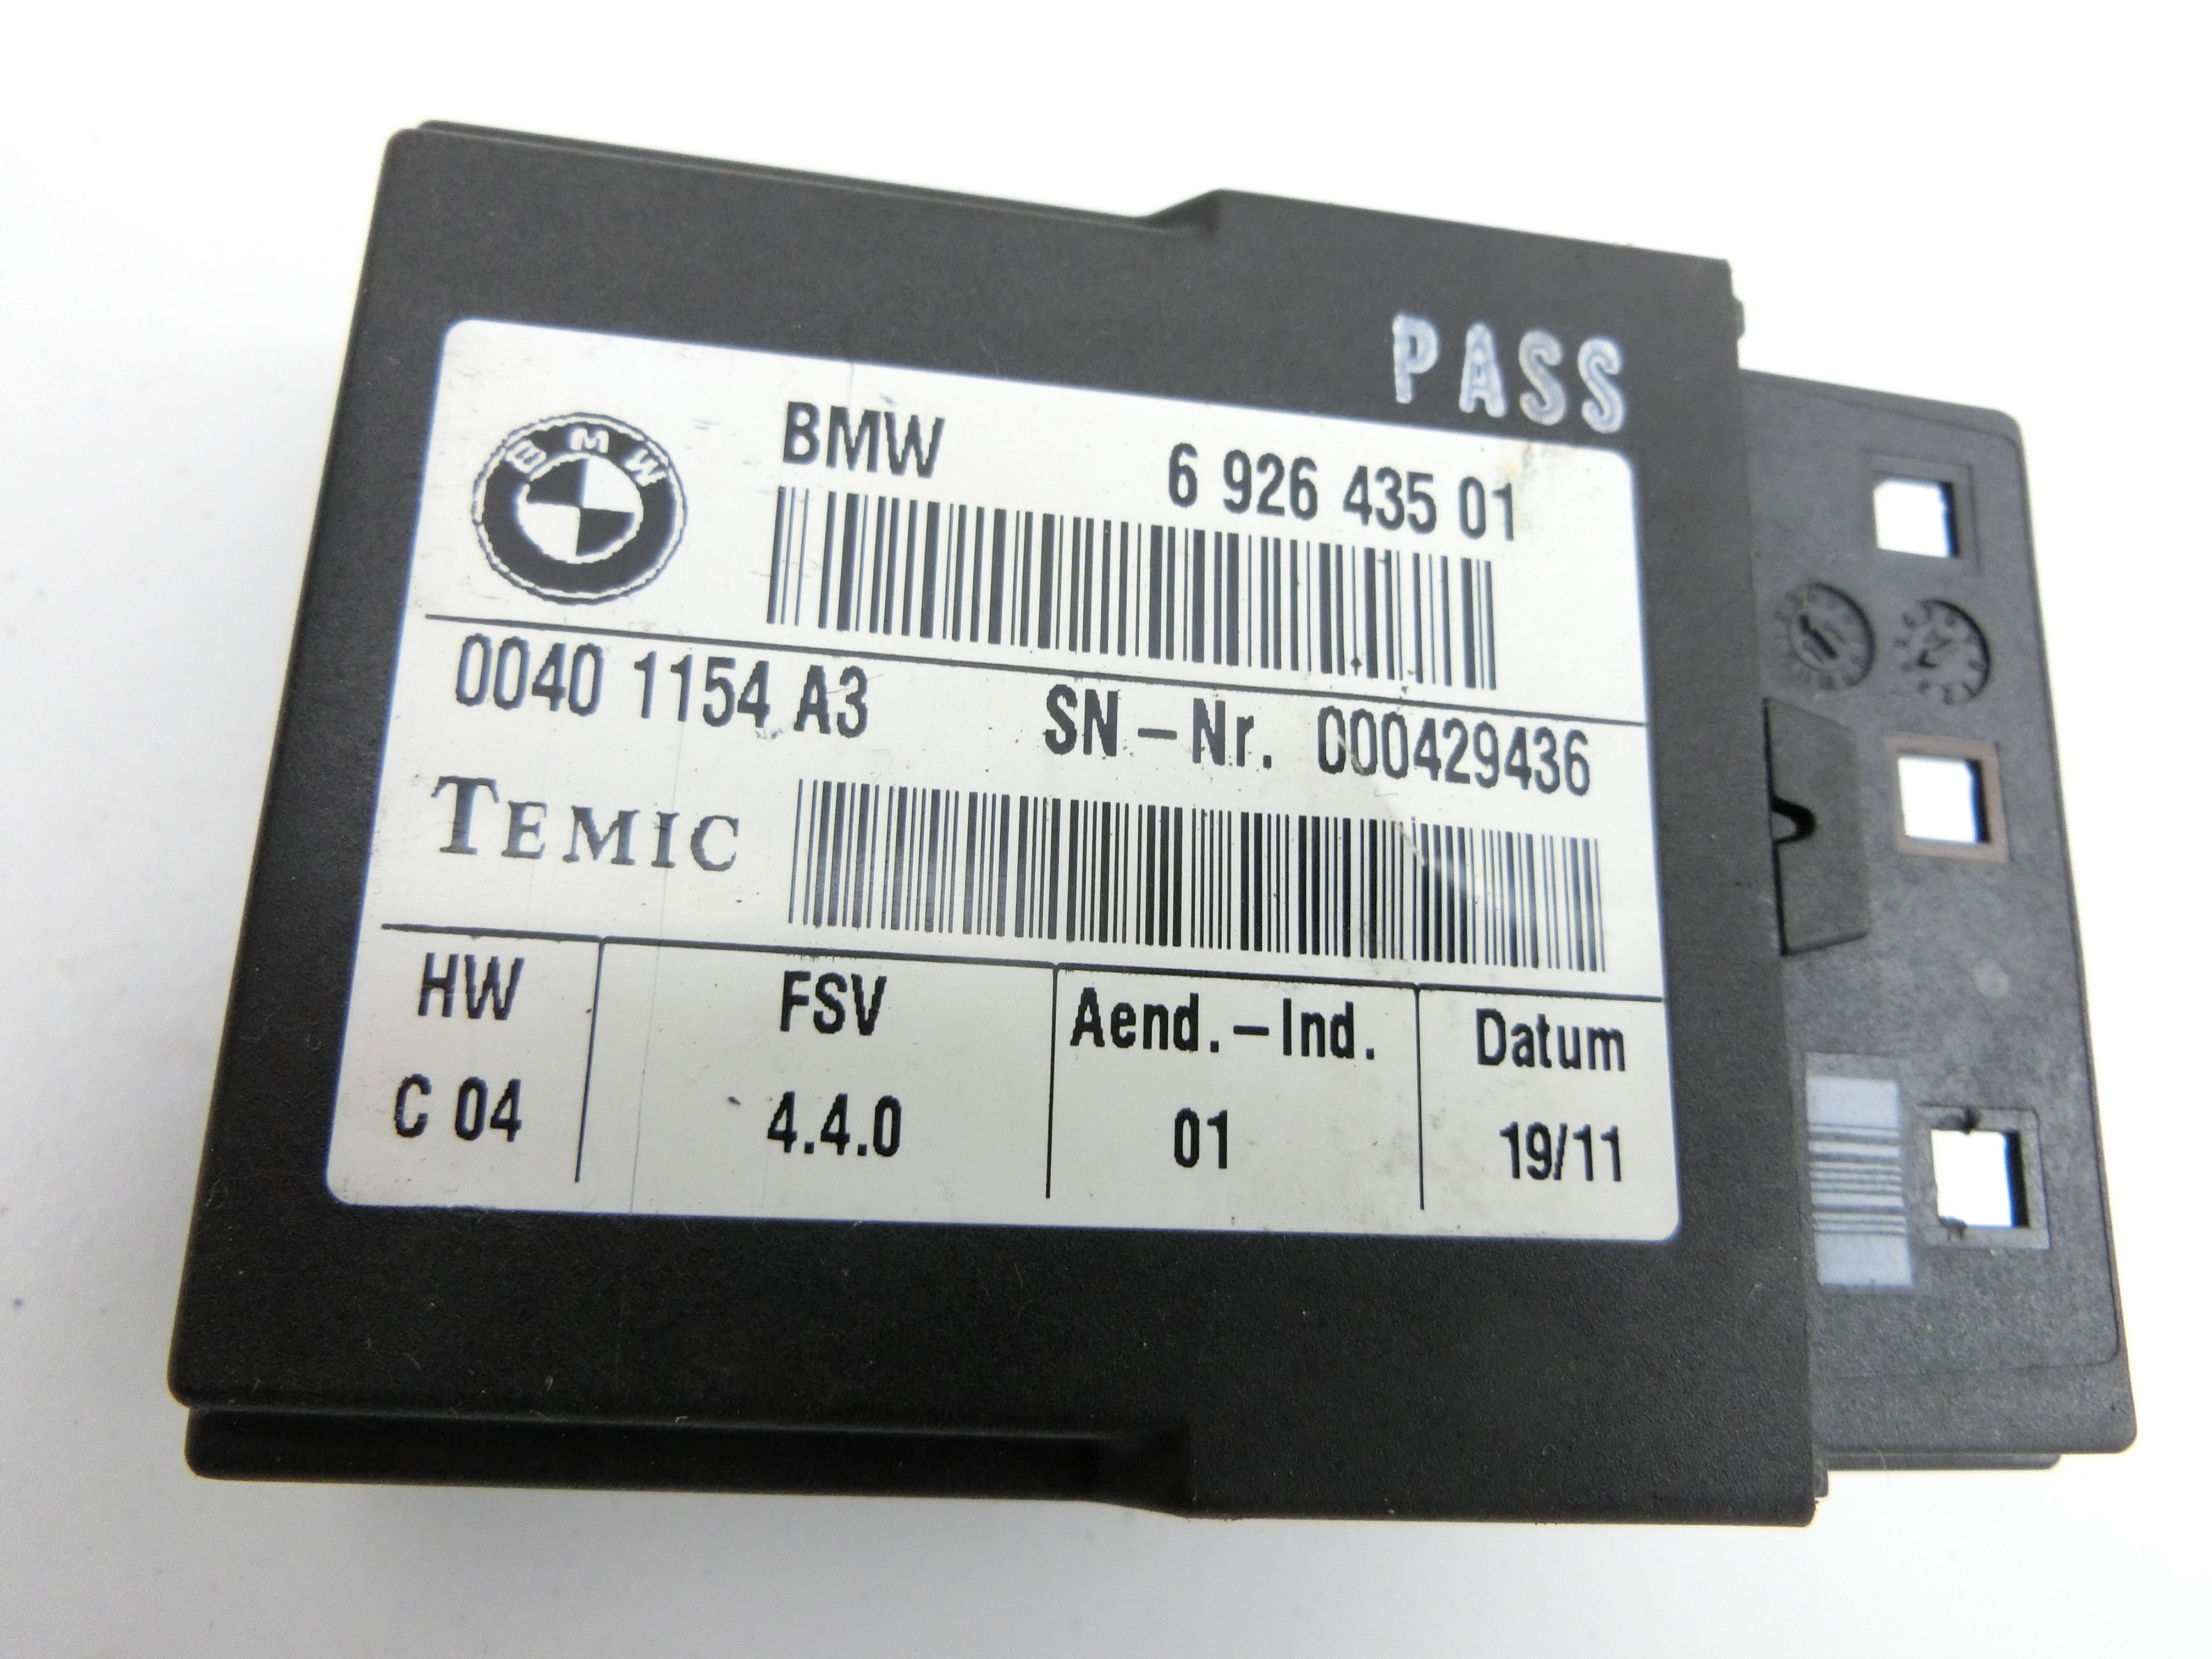 PASS
BMW
BMW 6 926 435 01
0040 1154 A3 SN-Nr. 000429436
TEMIC
HW FSV Aend.-Ind. Datum
C 04 4.4.0 01 19/11